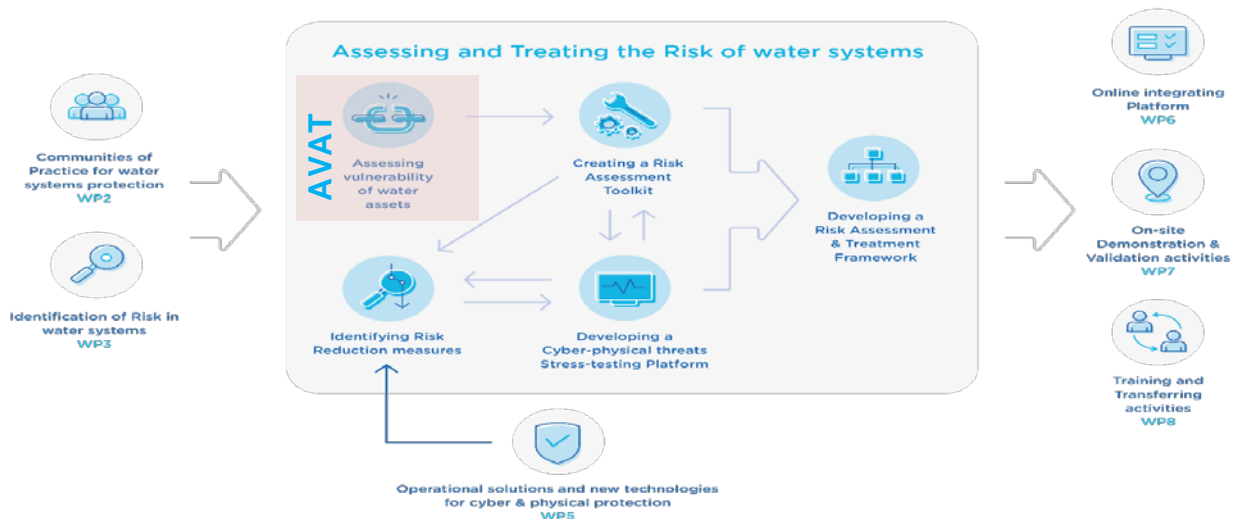 Assessing and Treating the Risk of water systems
Communities of
Practice for water
systems protection
WP2
Identification of Risk in
water systems
WP3
AVAT
Assessing
vulnerability
of water
assets
Creating a Risk
Assessment
Toolkit
Identifying Risk
Reduction measures
Developing a
Cyber-physical threats
Stress-testing Platform
Developing a
Risk Assessment
& Treatment
Framework
Operational solutions and new technologies
for cyber & physical protection
WP5
Online integrating
Platform
WP6
On-site
Demonstration &
Validation activities
WP7
Training and
Transferring
activities
WP8